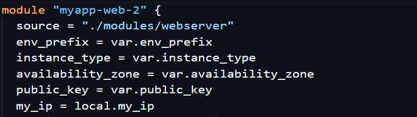 module "myapp-web-2" {
  source = "./modules/webserver"
  env_prefix = var.env_prefix
  instance_type = var.instance_type
  availability_zone = var.availability_zone
  public_key = var.public_key
  my_ip = local.my_ip